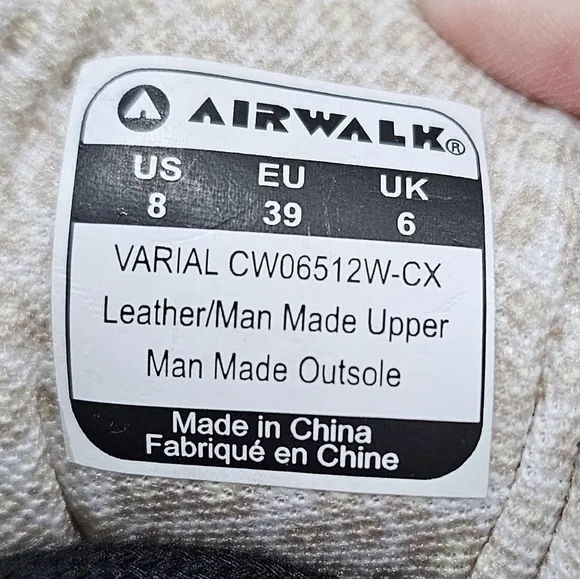 AIRWALK®
US EU UK
8 39 6
VARIAL CW06512W-CX
Leather/Man Made Upper
Man Made Outsole
Made in China
Fabriqué en Chine